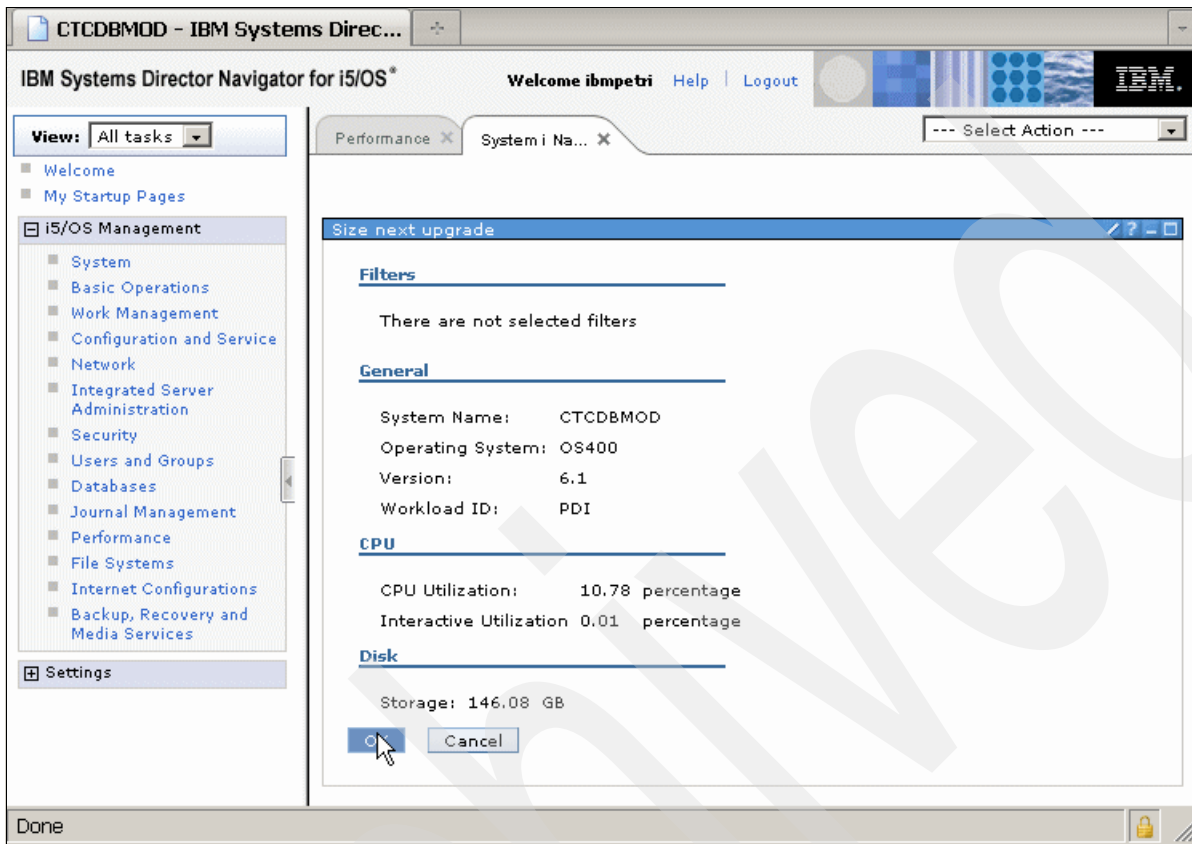 CTCDBMOD - IBM Systems Direc...
IBM Systems Director Navigator for i5/OS®
Welcome ibmpetri Help | Logout
IBM.
View: All tasks
Performance
System i Na...
--- Select Action ---
Welcome
My Startup Pages
i5/OS Management
System
Basic Operations
Work Management
Configuration and Service
Network
Integrated Server
Administration
Security
Users and Groups
Databases
Journal Management
Performance
File Systems
Internet Configurations
Backup, Recovery and
Media Services
Settings
Size next upgrade
Filters
There are not selected filters
General
System Name: CTCDBMOD
Operating System: OS400
Version: 6.1
Workload ID: PDI
CPU
CPU Utilization: 10.78 percentage
Interactive Utilization 0.01 percentage
Disk
Storage: 146.08 GB
Cancel
Done